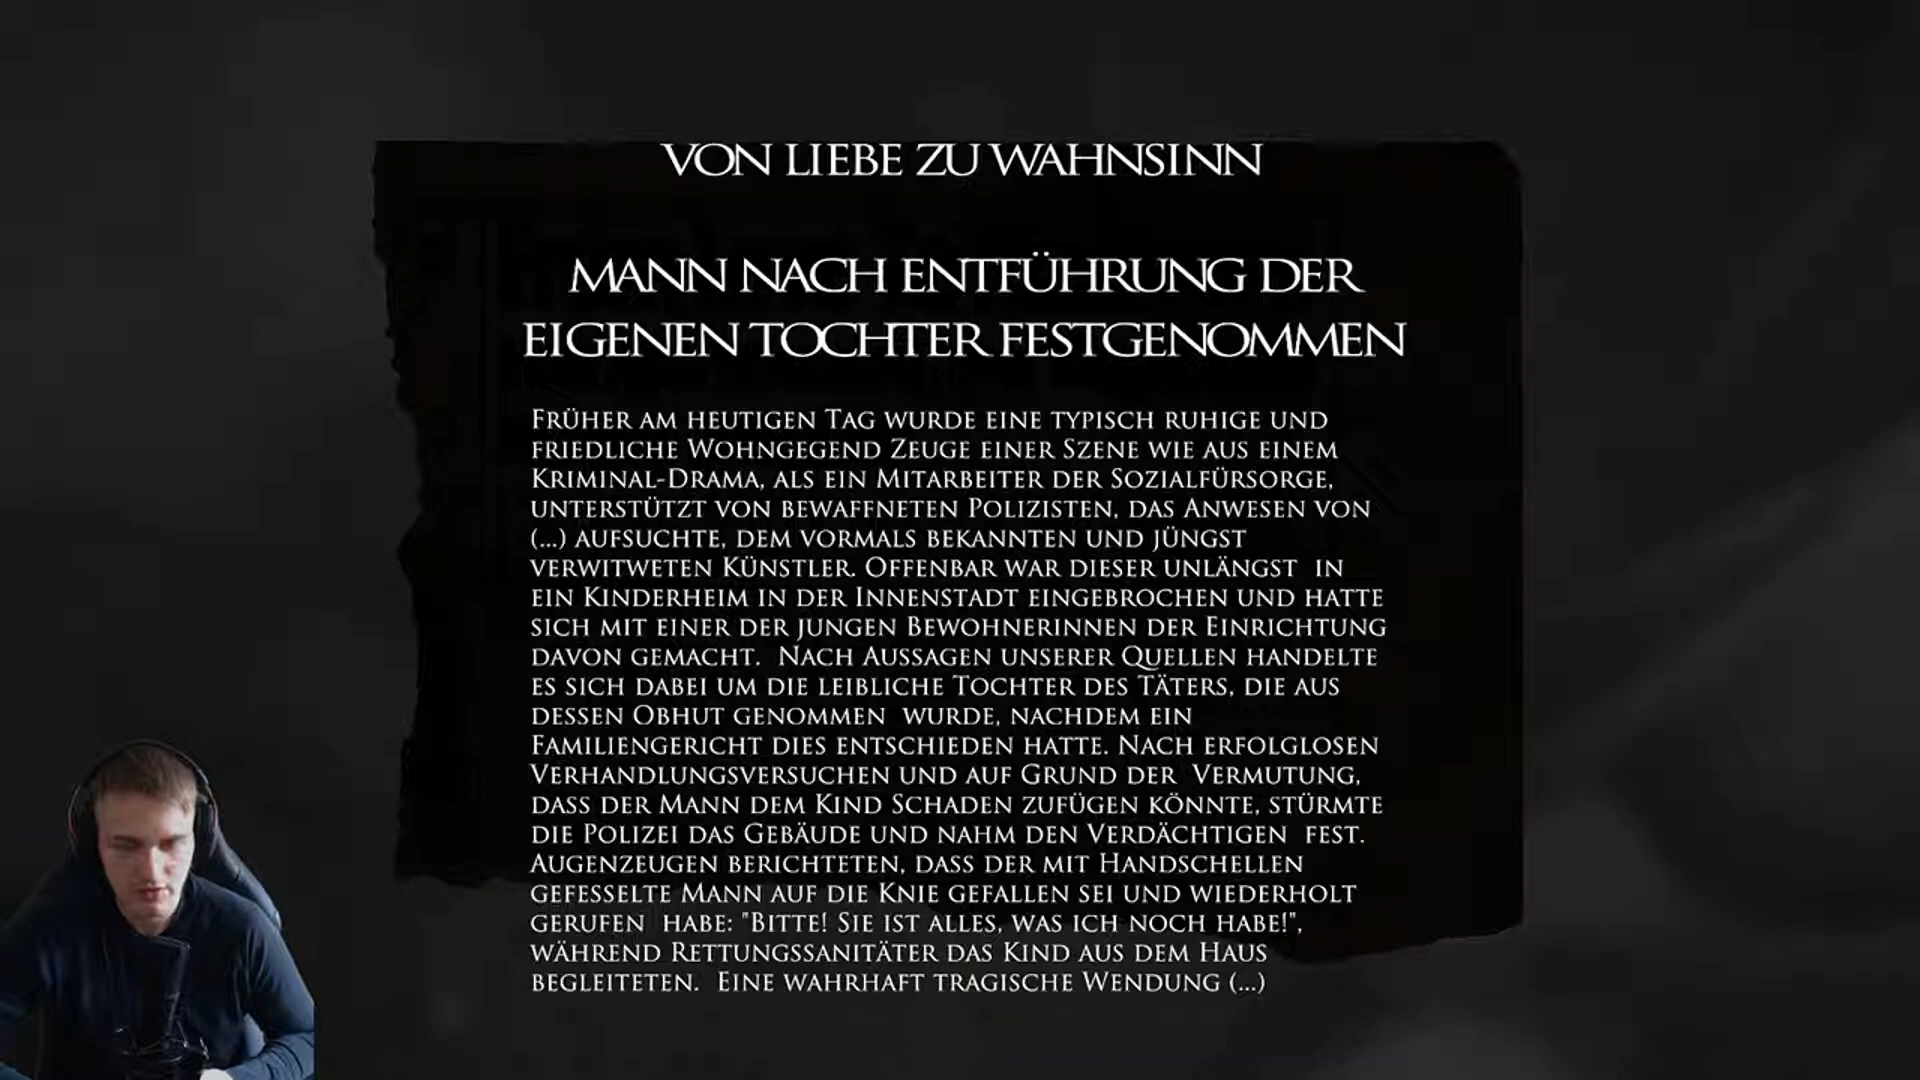 VON LIEBE ZU WAHNSINN
MANN NACH ENTFÜHRUNG DER
EIGENEN TOCHTER FESTGENOMMEN
FRÜHER AM HEUTIGEN TAG WURDE EINE TYPISCH RUHIGE UND
FRIEDLICHE WOHNGEGEND ZEUGE EINER SZENE WIE AUS EINEM
KRIMINAL-DRAMA, ALS EIN MITARBEITER DER SOZIALFÜRSORGE,
UNTERSTÜTZT VON BEWAFFNETEN POLIZISTEN, DAS ANWESEN VON
(...) AUFSUCHTE, DEM VORMALS BEKANNTEN UND JÜNGST
VERWITWETEN KÜNSTLER. OFFENBAR WAR DIESER UNLÄNGST IN
EIN KINDERHEIM IN DER INNENSTADT EINGEBROCHEN UND HATTE
SICH MIT EINER DER JUNGEN BEWOHNERINNEN DER EINRICHTUNG
DAVON GEMACHT. NACH AUSSAGEN UNSERER QUELLEN HANDELTE
ES SICH DABEI UM DIE LEIBLICHE TOCHTER DES TÄTERS, DIE AUS
DESSEN OBHUT GENOMMEN WURDE, NACHDEM EIN
FAMILIENGERICHT DIES ENTSCHIEDEN HATTE. NACH ERFOLGLOSEN
VERHANDLUNGSVERSUCHEN UND AUF GRUND DER VERMUTUNG,
DASS DER MANN DEM KIND SCHADEN ZUFÜGEN KÖNNTE, STÜRMTE
DIE POLIZEI DAS GEBÄUDE UND NAHM DEN VERDÄCHTIGEN FEST.
AUGENZEUGEN BERICHTETEN, DASS DER MIT HANDSCHELLEN
GEFESSELTE MANN AUF DIE KNIE GEFALLEN SEI UND WIEDERHOLT
GERUFEN HABE: "BITTE! SIE IST ALLES, WAS ICH NOCH HABE!",
WÄHREND RETTUNGSSANITÄTER DAS KIND AUS DEM HAUS
BEGLEITETEN. EINE WAHRHAFT TRAGISCHE WENDUNG (...)